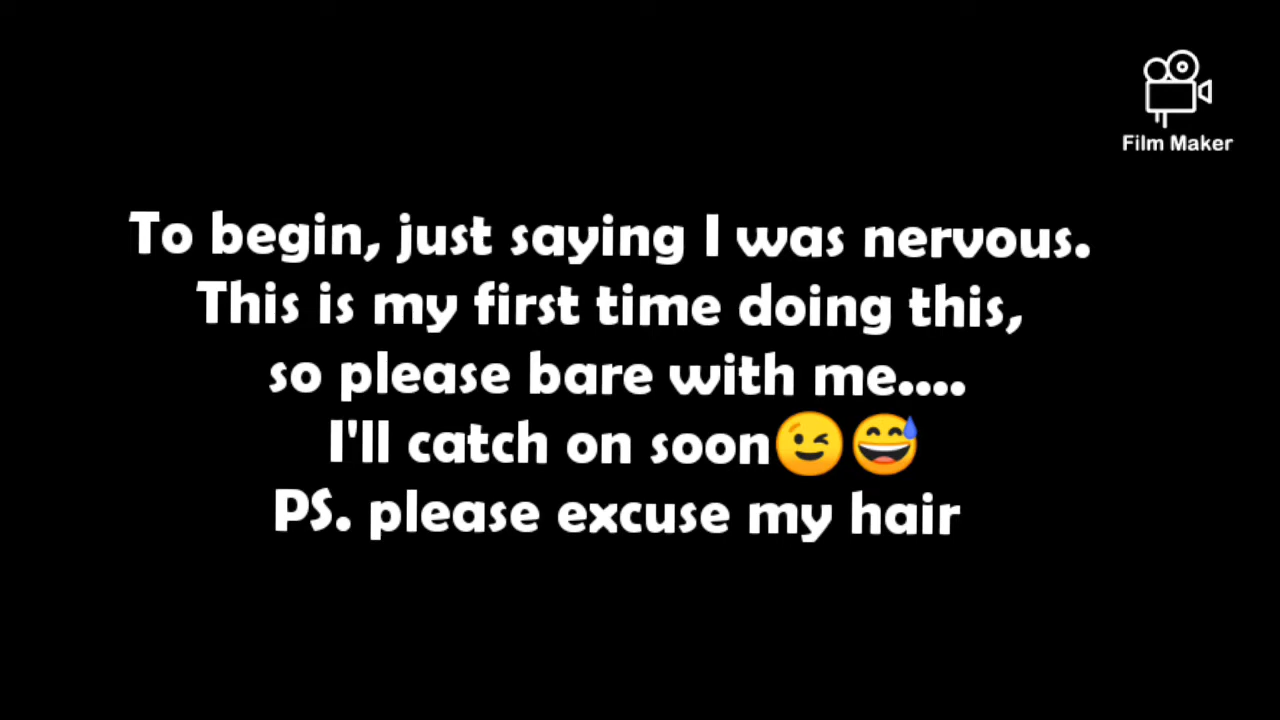 Film Maker
To begin, just saying I was nervous.
This is my first time doing this,
so please bare with me....
I'll catch on soon😉😅
PS. please excuse my hair